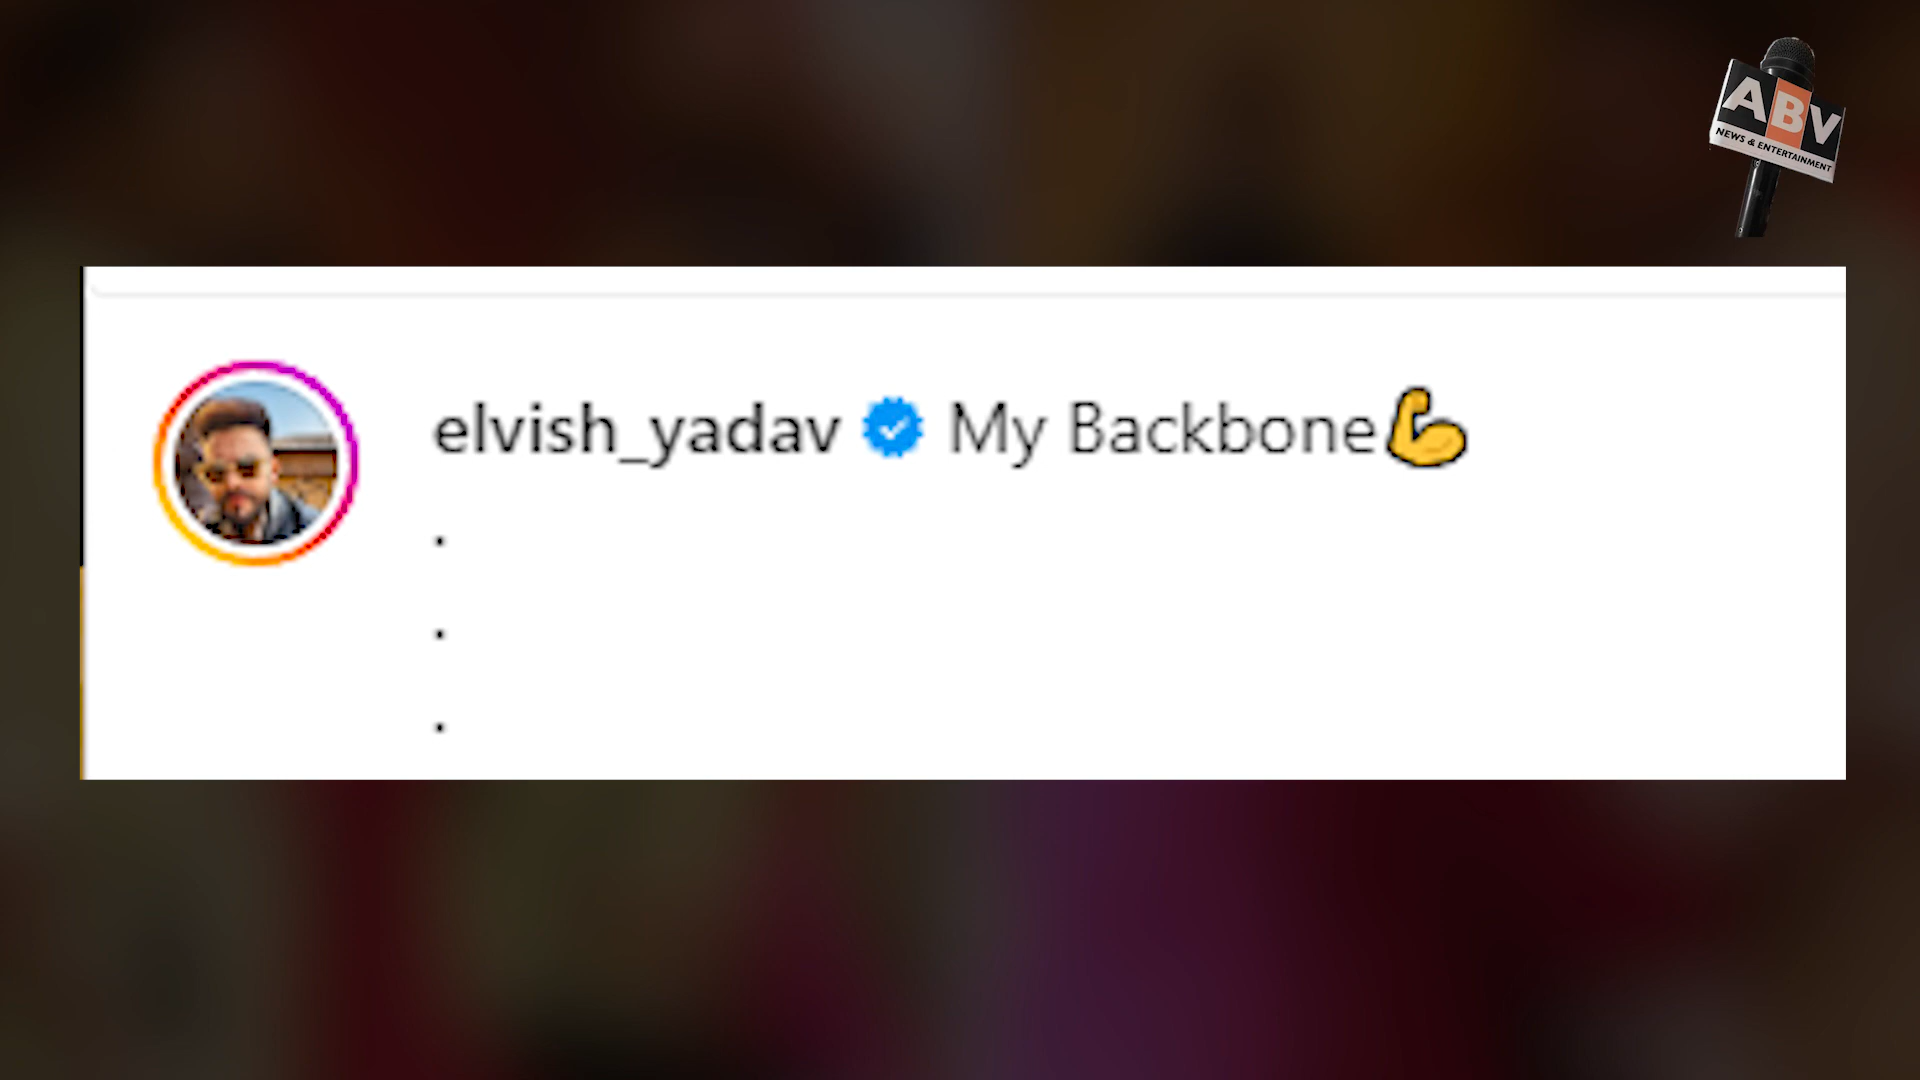 ABV
NEWS & ENTERTAINMENT
elvish_yadav My Backbone💪
.
.
.